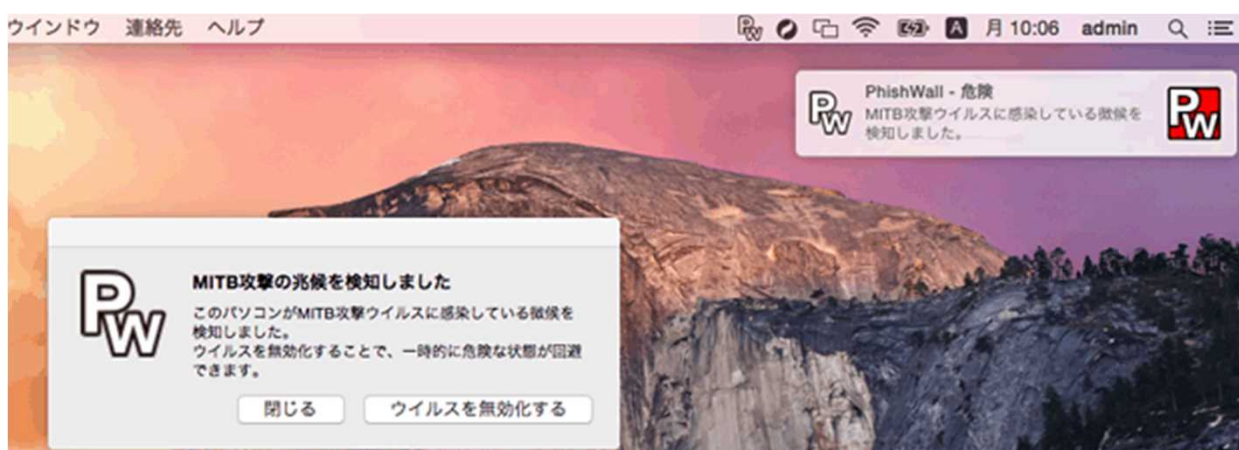 ウインドウ 連絡先 ヘルプ
PW
A
月 10:06 admin
PW
PhishWall - 危険
MITB攻撃ウイルスに感染している徴候を
検知しました。
PW
PW
MITB攻撃の兆候を検知しました
このパソコンがMITB攻撃ウイルスに感染している徴候を
検知しました。
ウイルスを無効化することで、一時的に危険な状態が回避
できます。
閉じる
ウイルスを無効化する